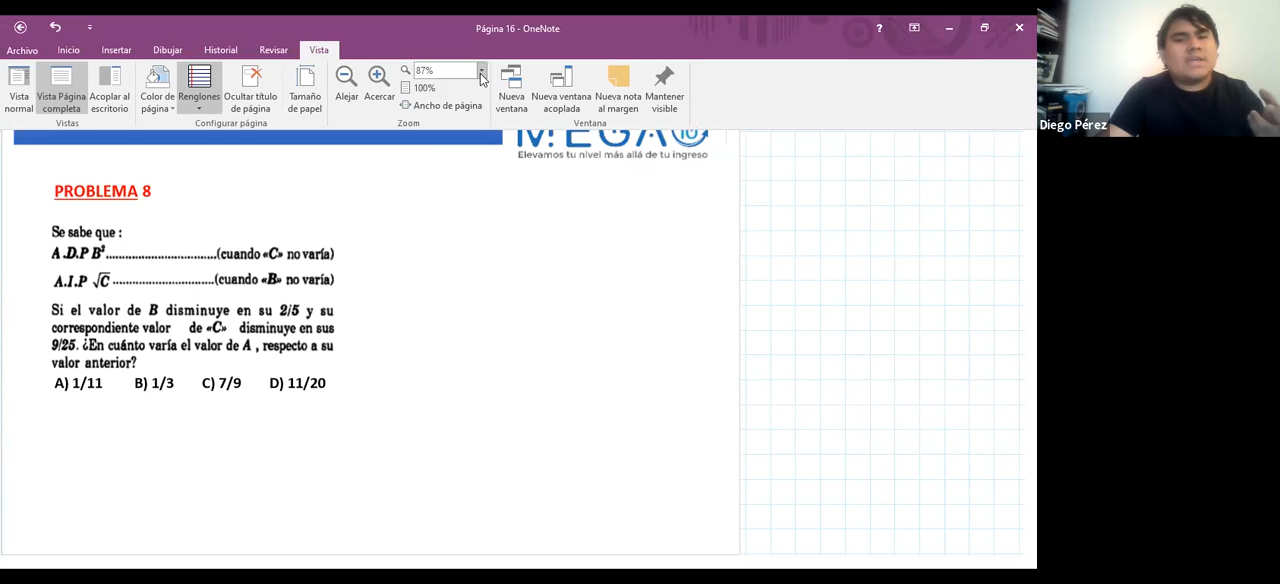 Página 16 - OneNote
Archivo Inicio Insertar Dibujar Historial Revisar Vista
Vista normal
Vista Página completa
Acoplar al escritorio
Vistas
Color de página
Renglones
Ocultar título de página
Tamaño de papel
Configurar página
Alejar
Acercar
87%
100%
Ancho de página
Zoom
Nueva ventana
Nueva ventana acoplada
Nueva nota al margen
Mantener visible
Ventana
Diego Pérez
MEGA 10
Elevamos tu nivel más allá de tu ingreso
PROBLEMA 8
Se sabe que :
A.D.P B²..................................(cuando «C» no varía)
A.I.P √C ...............................(cuando «B» no varía)
Si el valor de B disminuye en su 2/5 y su
correspondiente valor de «C» disminuye en sus
9/25. ¿En cuánto varía el valor de A , respecto a su
valor anterior?
A) 1/11 B) 1/3 C) 7/9 D) 11/20